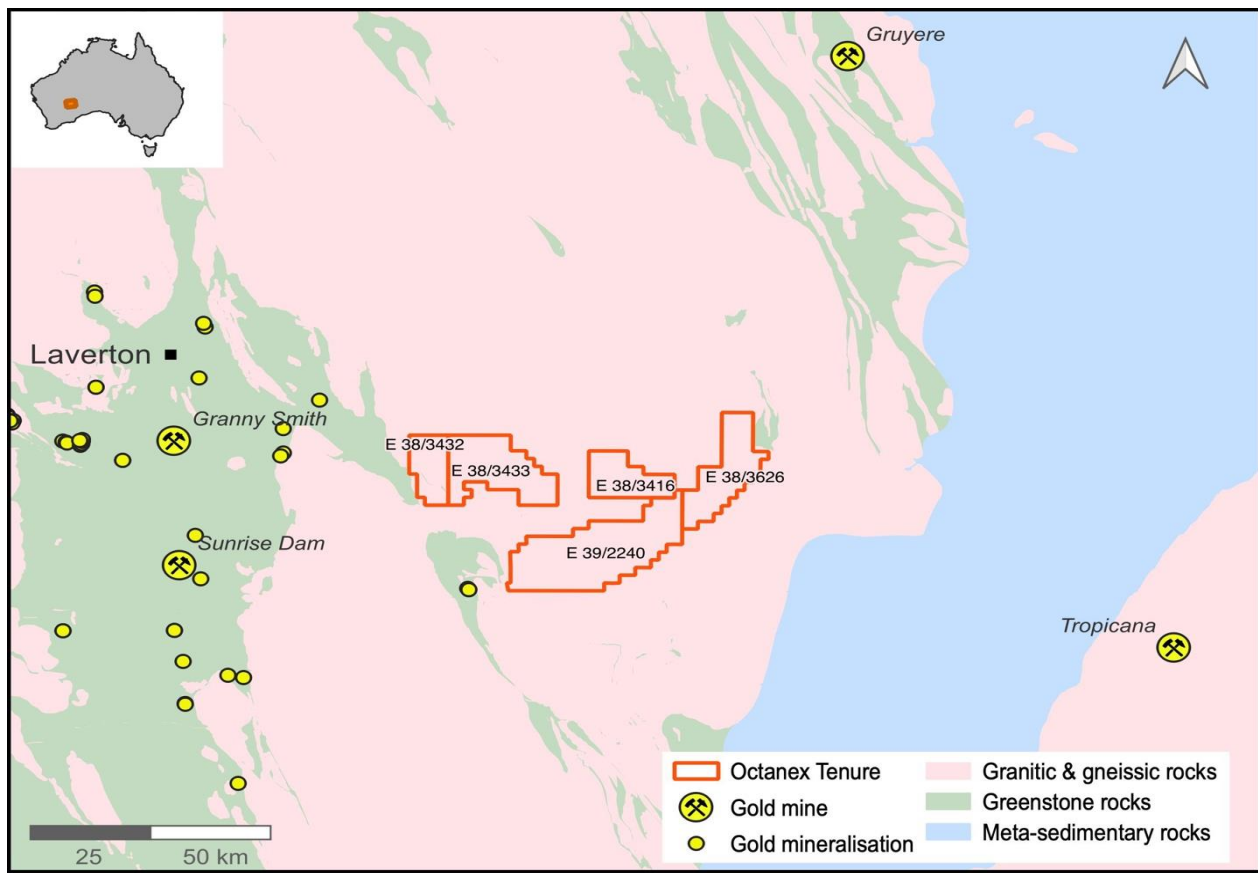 Gruyere
Laverton
Granny Smith
E 38/3432
E 38/3433
E 38/3416
E 38/3626
Sunrise Dam
E 39/2240
Tropicana
Octanex Tenure
Gold mine
Gold mineralisation
Granitic & gneissic rocks
Greenstone rocks
Meta-sedimentary rocks
25 50 km